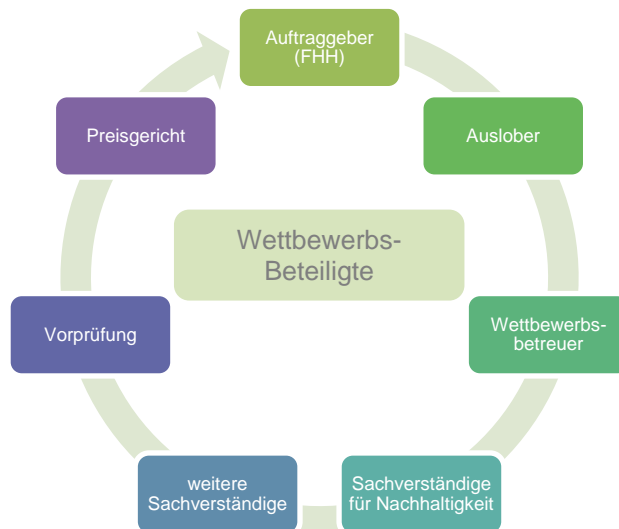 Auftraggeber
(FHH)
Auslober
Wettbewerbs-
betreuer
Sachverständige
für Nachhaltigkeit
weitere
Sachverständige
Vorprüfung
Preisgericht
Wettbewerbs-
Beteiligte